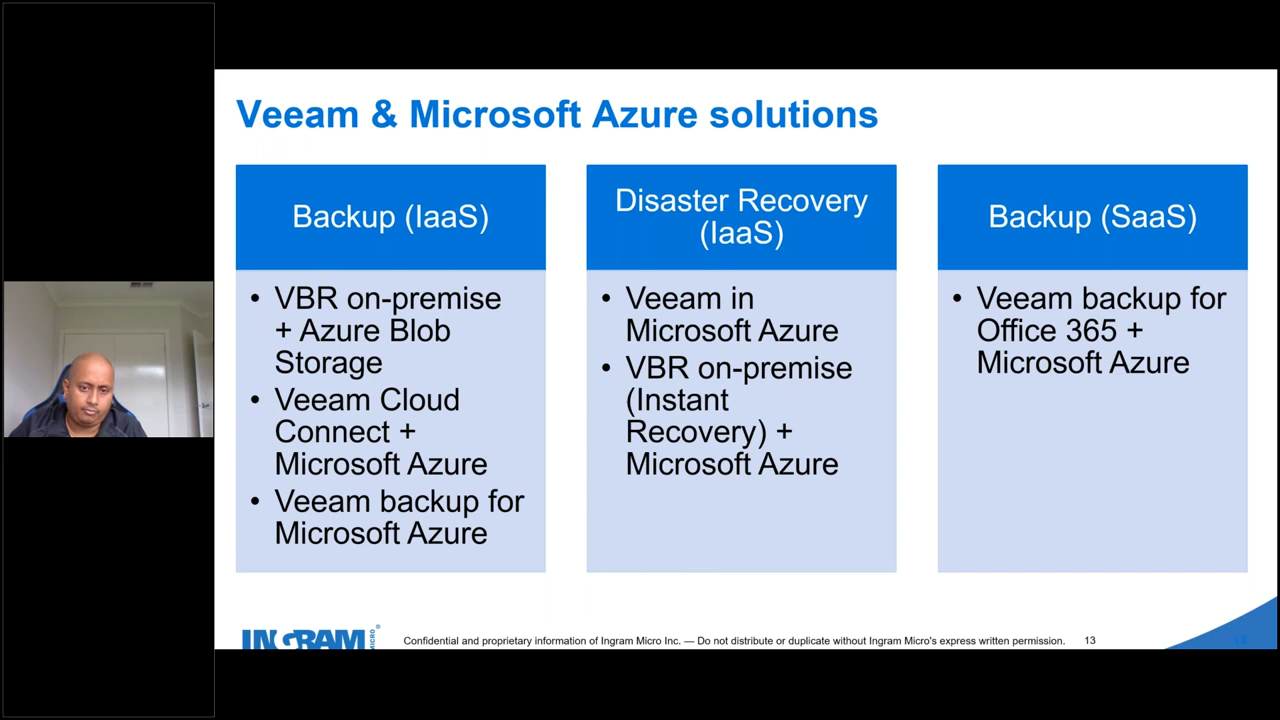 Veeam & Microsoft Azure solutions
Backup (IaaS)
• VBR on-premise
+ Azure Blob
Storage
• Veeam Cloud
Connect +
Microsoft Azure
• Veeam backup for
Microsoft Azure
Disaster Recovery
(IaaS)
• Veeam in
Microsoft Azure
• VBR on-premise
(Instant
Recovery) +
Microsoft Azure
Backup (SaaS)
• Veeam backup for
Office 365 +
Microsoft Azure
INGRAM MICRO ®
Confidential and proprietary information of Ingram Micro Inc. — Do not distribute or duplicate without Ingram Micro's express written permission.
13
13